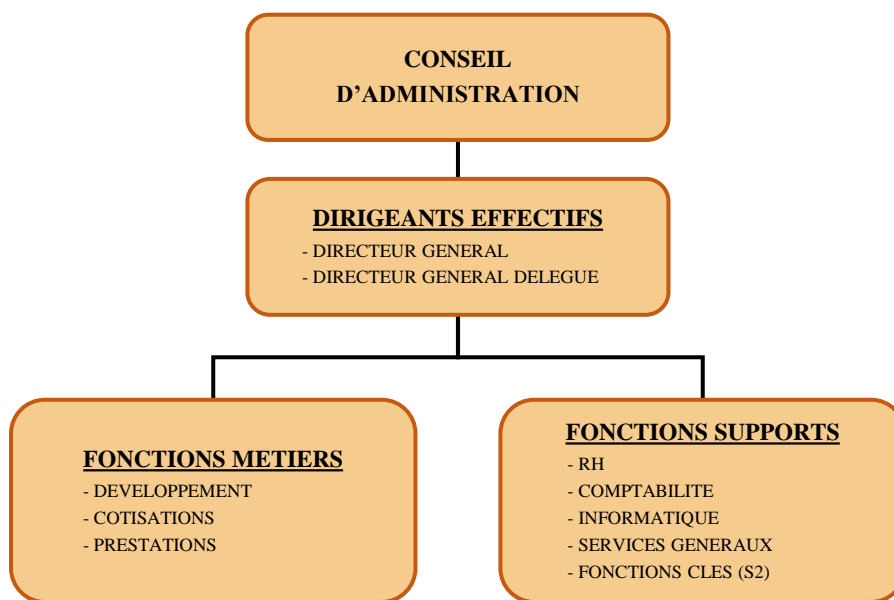 CONSEIL
D’ADMINISTRATION
DIRIGEANTS EFFECTIFS
- DIRECTEUR GENERAL
- DIRECTEUR GENERAL DELEGUE
FONCTIONS METIERS
- DEVELOPPEMENT
- COTISATIONS
- PRESTATIONS
FONCTIONS SUPPORTS
- RH
- COMPTABILITE
- INFORMATIQUE
- SERVICES GENERAUX
- FONCTIONS CLES (S2)